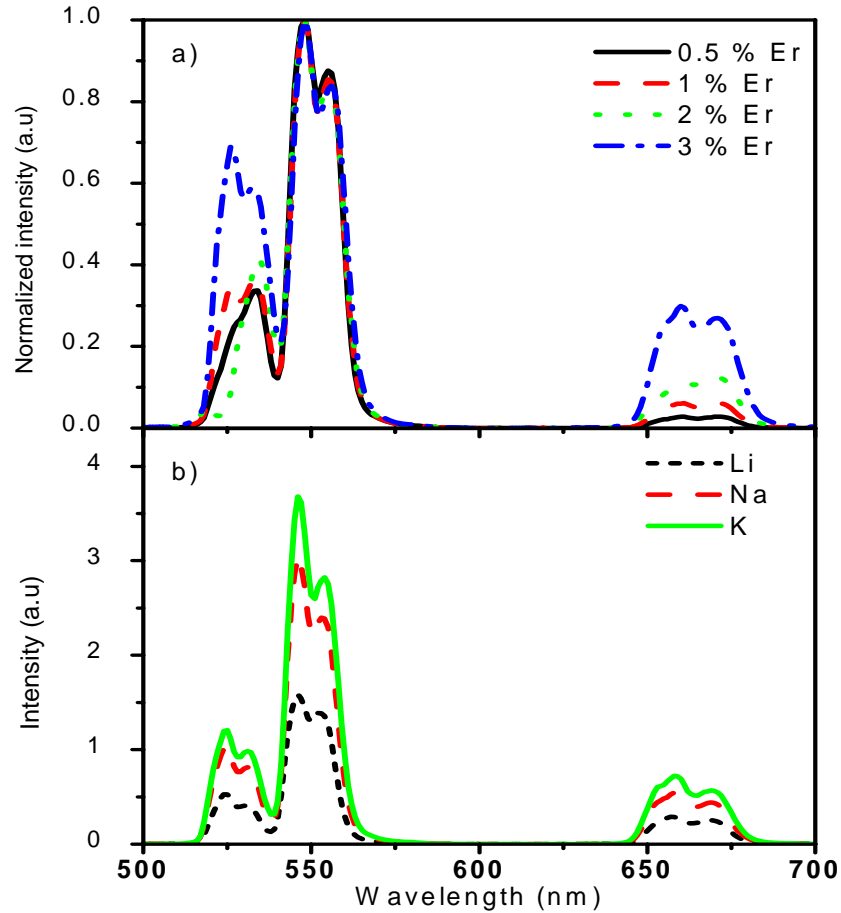 a)
0.5 % Er
1 % Er
2 % Er
3 % Er
1.0
0.8
0.6
0.4
0.2
0.0
Normalized intensity (a.u)
b)
Li
Na
K
4
3
2
1
0
Intensity (a.u)
500 550 600 650 700
Wavelength (nm)